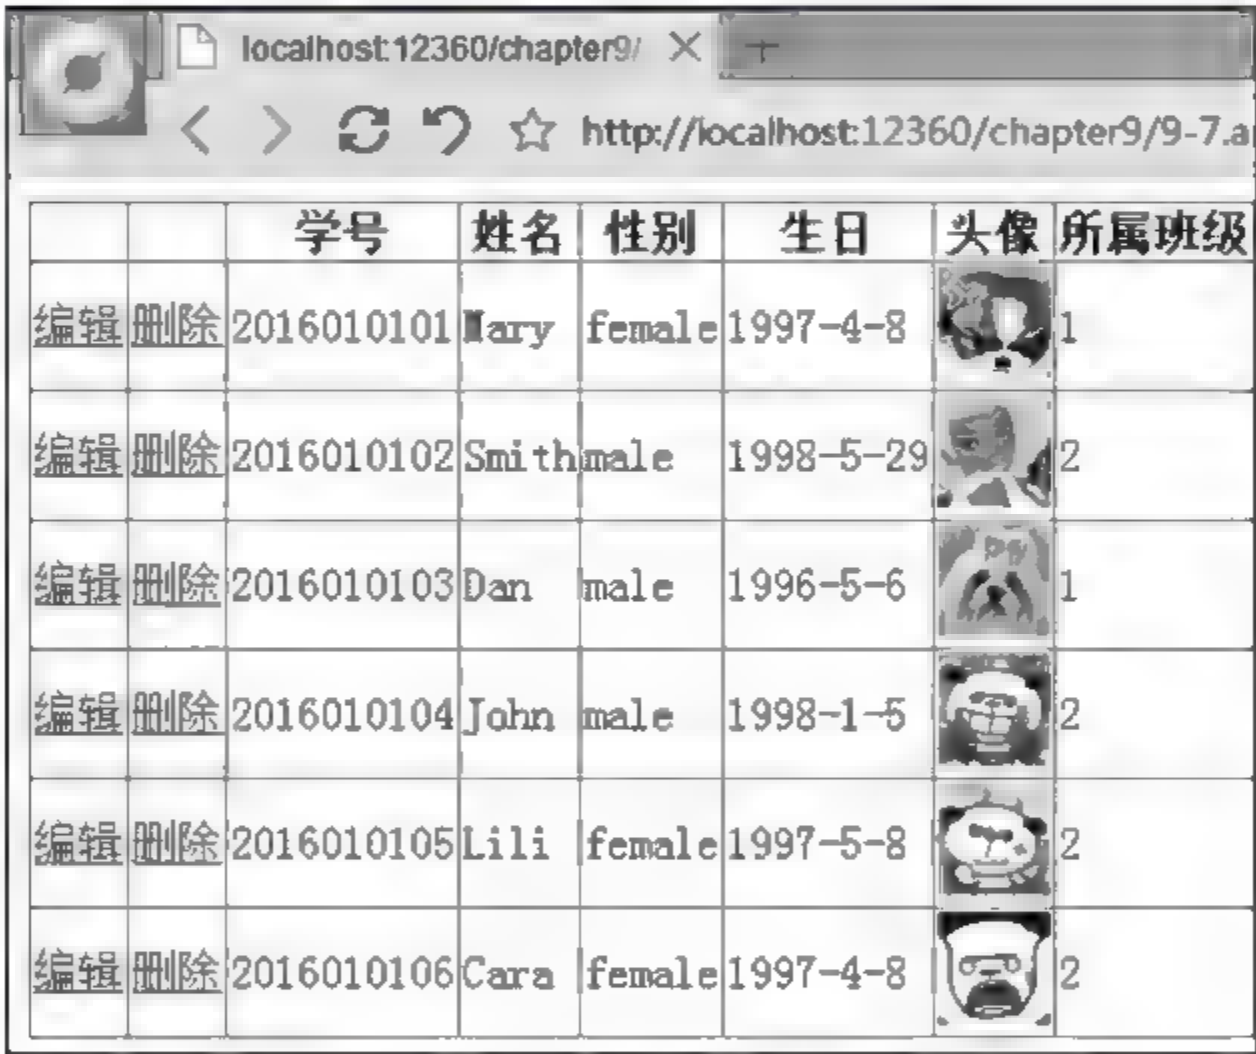 localhost:12360/chapter9/
http://localhost:12360/chapter9/9-7.a
学号 姓名 性别 生日 头像 所属班级
编辑 删除 2016010101 Mary female 1997-4-8 1
编辑 删除 2016010102 Smith male 1998-5-29 2
编辑 删除 2016010103 Dan male 1996-5-6 1
编辑 删除 2016010104 John male 1998-1-5 2
编辑 删除 2016010105 Lili female 1997-5-8 2
编辑 删除 2016010106 Cara female 1997-4-8 2